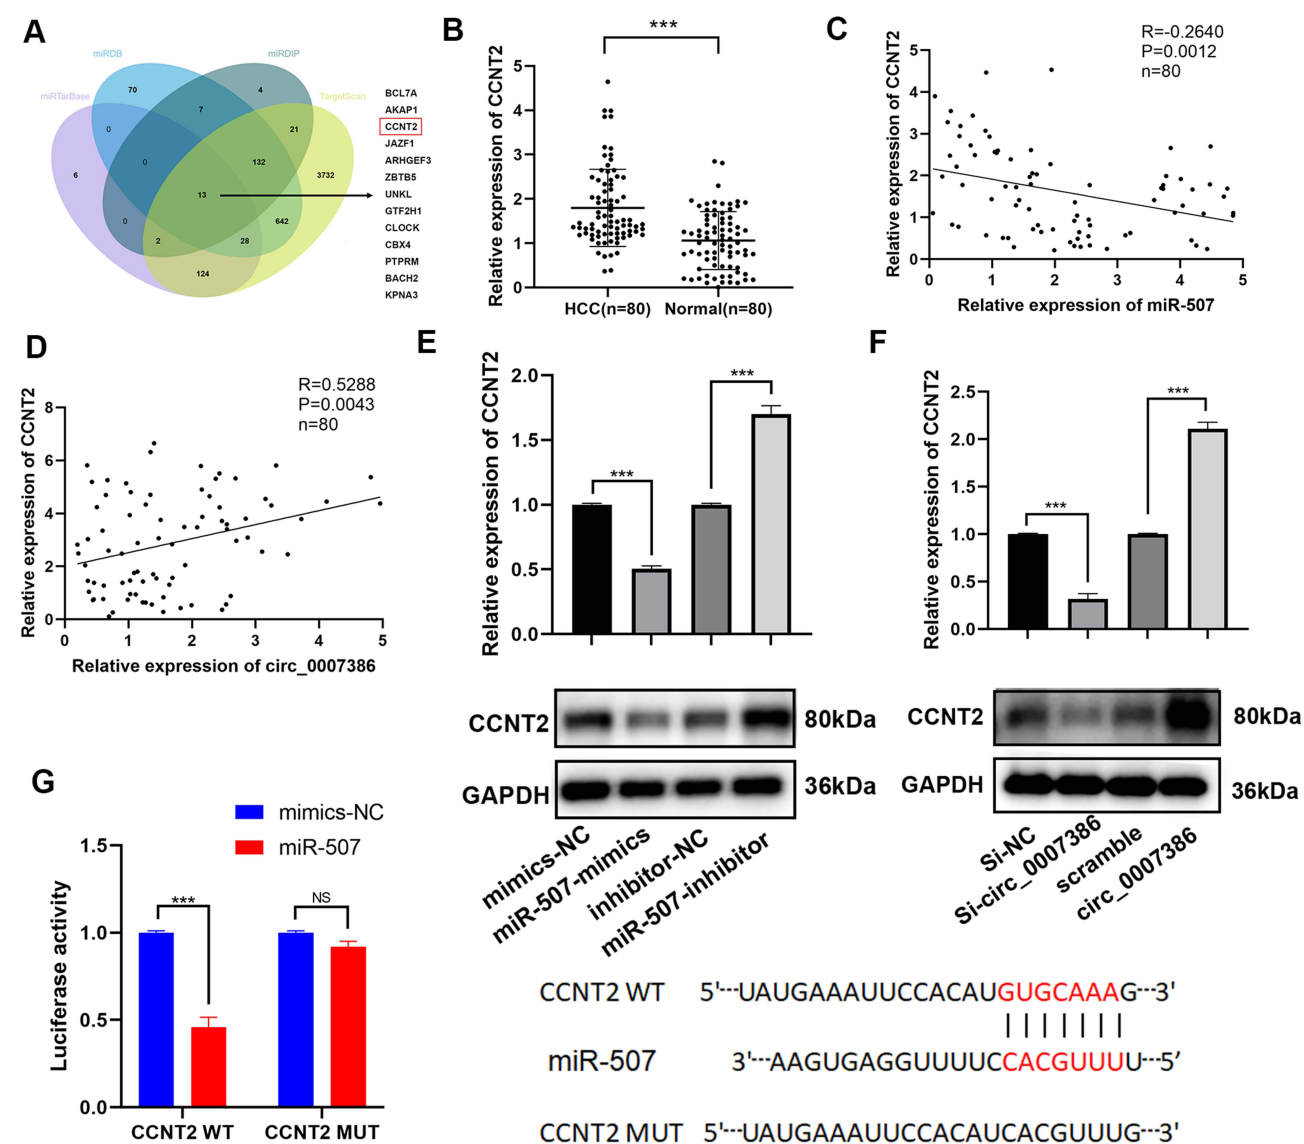 A
miRDB
miRDIP
miRTarBase
TargetScan
70
4
7
0
21
6
0
132
3732
13
0
642
2
28
124
BCL7A
AKAP1
CCNT2
JAZF1
ARHGEF3
ZBTB5
UNKL
GTF2H1
CLOCK
CBX4
PTPRM
BACH2
KPNA3
B
Relative expression of CCNT2
***
5
4
3
2
1
0
HCC(n=80)
Normal(n=80)
C
R=-0.2640
P=0.0012
n=80
Relative expression of CCNT2
5
4
3
2
1
0
0
1
2
3
4
5
Relative expression of miR-507
D
R=0.5288
P=0.0043
n=80
Relative expression of CCNT2
8
6
4
2
0
0
1
2
3
4
5
Relative expression of circ_0007386
E
Relative expression of CCNT2
2.0
1.5
1.0
0.5
0.0
***
***
CCNT2
80kDa
GAPDH
36kDa
mimics-NC
miR-507-mimics
inhibitor-NC
miR-507-inhibitor
F
Relative expression of CCNT2
2.5
2.0
1.5
1.0
0.5
0.0
***
***
CCNT2
80kDa
GAPDH
36kDa
Si-NC
Si-circ_0007386
scramble
circ_0007386
G
mimics-NC
miR-507
Luciferase activity
1.5
1.0
0.5
0.0
***
NS
CCNT2 WT
CCNT2 MUT
CCNT2 WT 5'---UAUGAAAUUCCACAUGUGCAAAG---3'
miR-507 3'---AAGUGAGGUUUUCCACGUUUU---5'
CCNT2 MUT 5'---UAUGAAAUUCCACAUCACGUUUG---3'